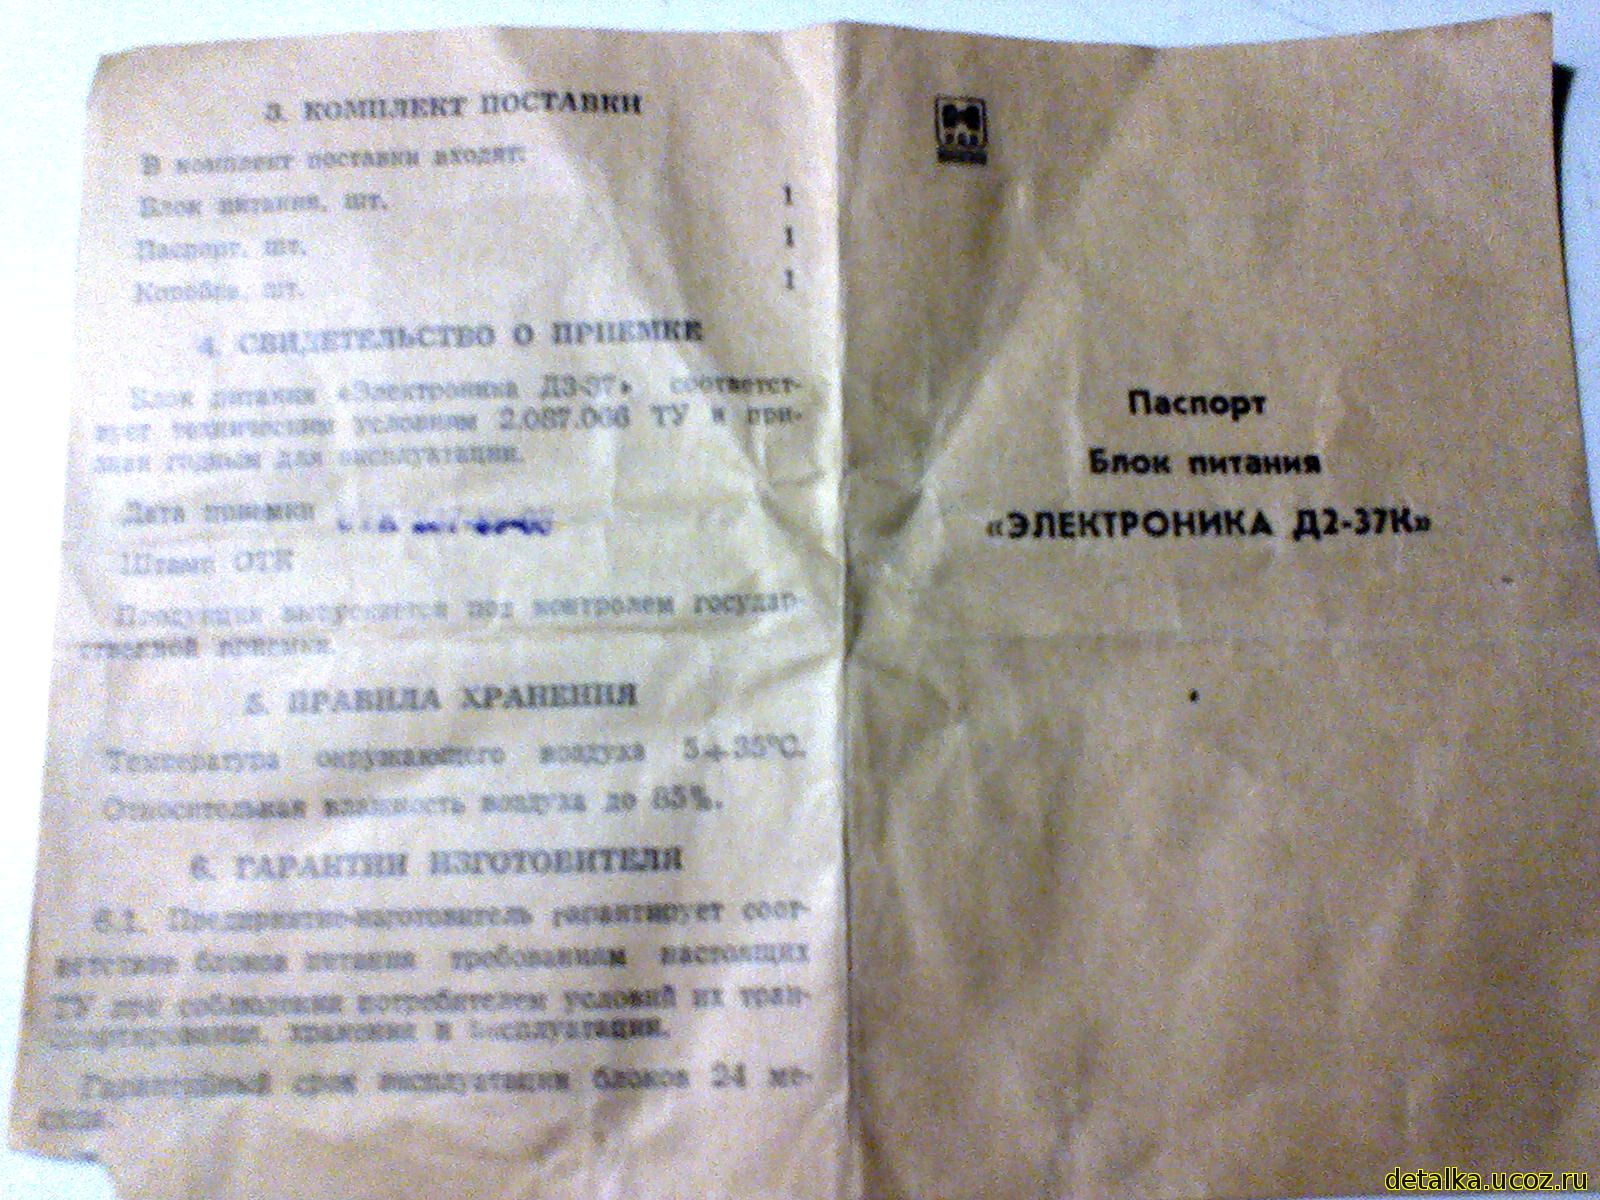 3. КОМПЛЕКТ ПОСТАВКИ
В комплект поставки входят:
Блок питания, шт. 1
Паспорт, шт. 1
Коробка, шт. 1
4. СВИДЕТЕЛЬСТВО О ПРИЕМКЕ
Блок питания «Электроника Д2-37» соответст-
вует техническим условиям 2.087.006 ТУ и при-
знан годным для эксплуатации.
Дата приемки
Штамп ОТК
Продукция выпускается под контролем государ-
ственной приемки.
5. ПРАВИЛА ХРАНЕНИЯ
Температура окружающего воздуха 5÷35°С.
Относительная влажность воздуха до 85%.
6. ГАРАНТИИ ИЗГОТОВИТЕЛЯ
6.1. Предприятие-изготовитель гарантирует соот-
ветствие блоков питания требованиям настоящих
ТУ при соблюдении потребителем условий их тран-
спортирования, хранения и эксплуатации.
Гарантийный срок эксплуатации блоков 24 ме-
сяца.
Паспорт
Блок питания
«ЭЛЕКТРОНИКА Д2-37К»
detalka.ucoz.ru